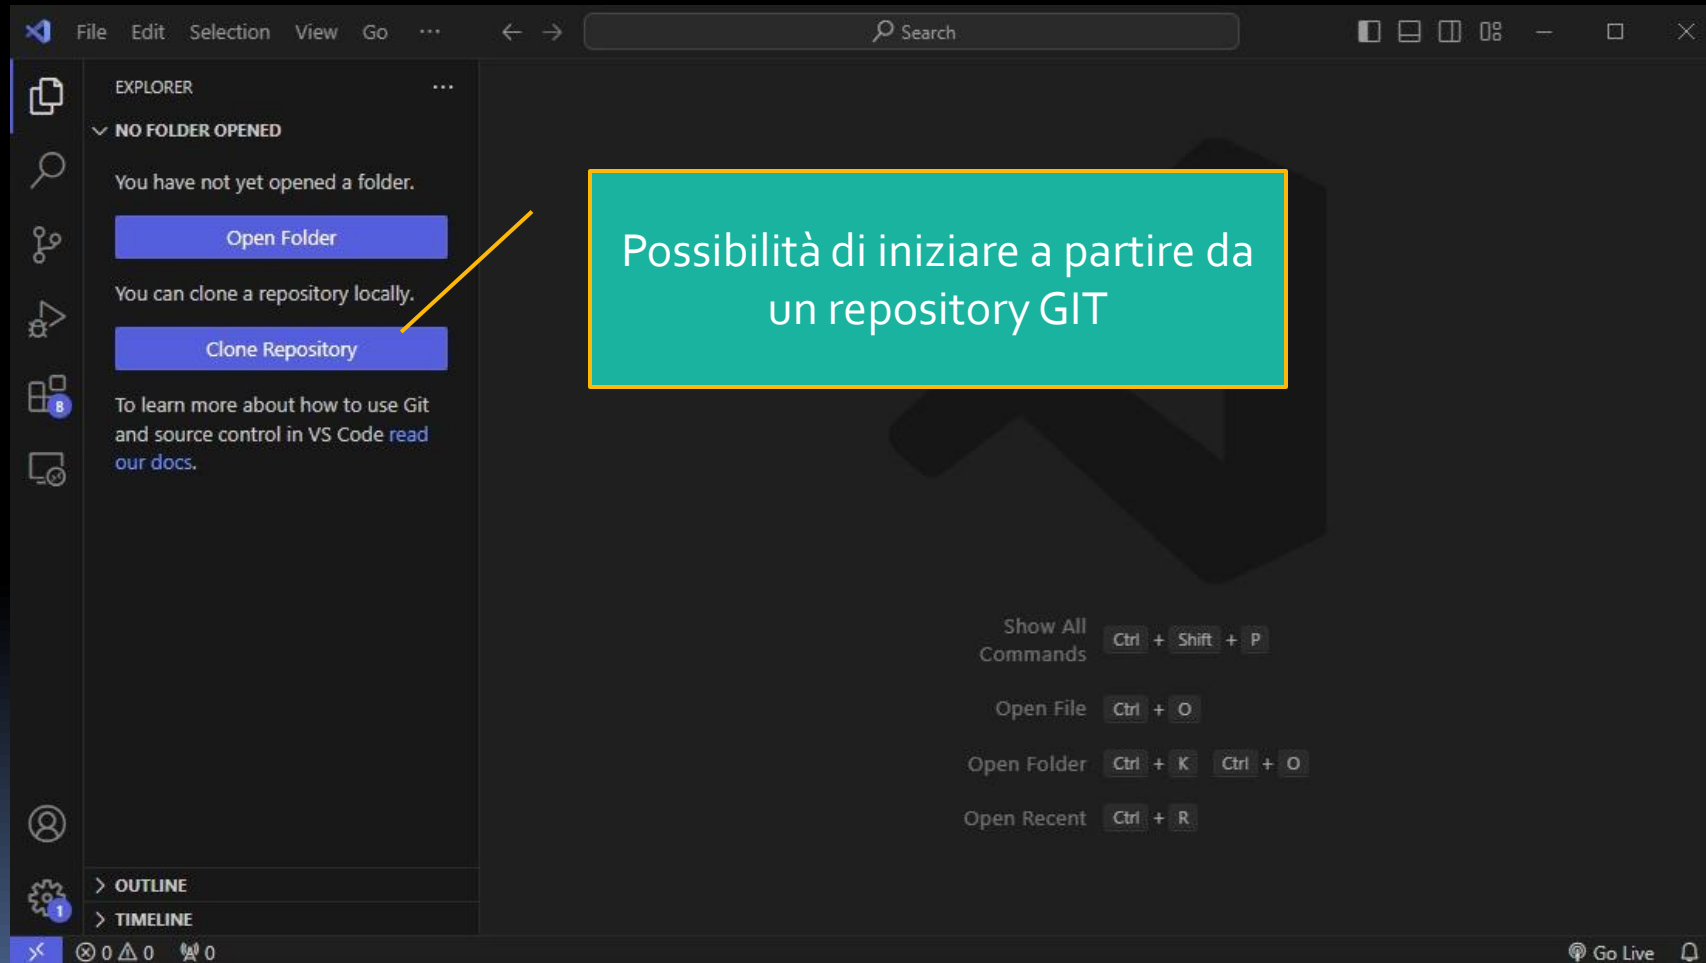 File Edit Selection View Go ···
Search
EXPLORER ···
NO FOLDER OPENED
You have not yet opened a folder.
Open Folder
You can clone a repository locally.
Clone Repository
To learn more about how to use Git
and source control in VS Code read
our docs.
8
Possibilità di iniziare a partire da
un repository GIT
Show All
Commands Ctrl + Shift + P
Open File Ctrl + O
Open Folder Ctrl + K Ctrl + O
Open Recent Ctrl + R
OUTLINE
1
TIMELINE
0 0 0 Go Live